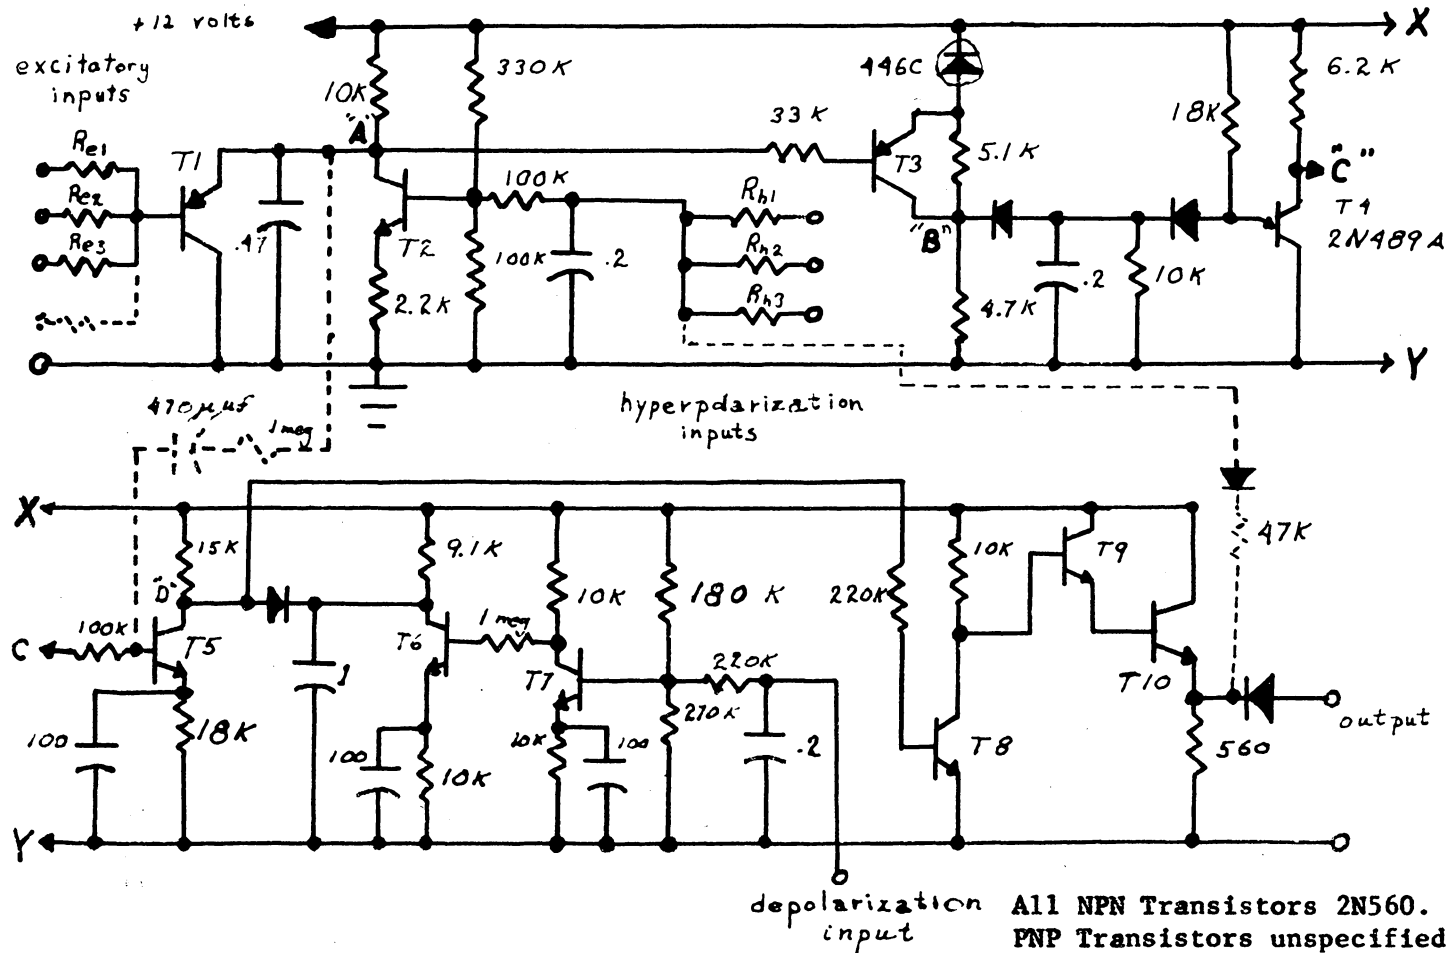 +12 volts
X
excitatory
inputs
10K
330K
446C
6.2K
"A"
33K
18K
Re1
T1
T3
5.1K
"C"
100K
Rh1
T4
2N489A
Re2
.47
T2
"B"
Re3
100K
.2
Rh2
.2
10K
2.2K
Rh3
4.7K
Y
470μμf
1meg
hyperpolarization
inputs
X
15K
9.1K
10K
T9
47K
"D"
10K
180K
220K
100K
1 meg
C
T5
T6
220K
T10
T7
1
270K
output
18K
100
10K
100
.2
T8
560
100
10K
Y
depolarization
input
All NPN Transistors 2N560.
PNP Transistors unspecified